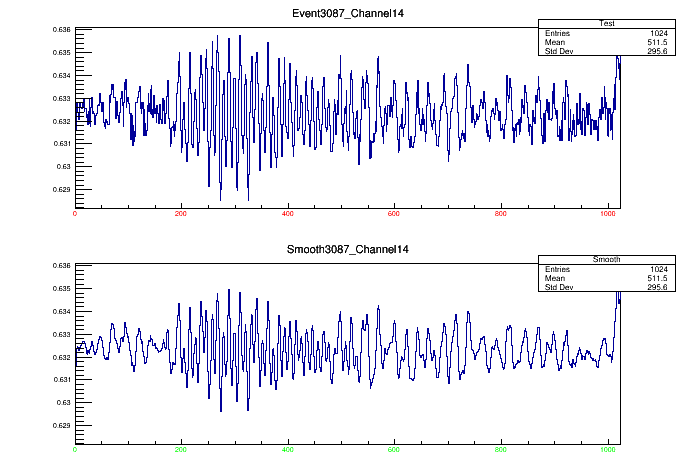 Event3087_Channel14
Test
Entries 1024
Mean 511.5
Std Dev 295.6
0.636
0.635
0.634
0.633
0.632
0.631
0.63
0.629
0 200 400 600 800 1000
Smooth3087_Channel14
Smooth
Entries 1024
Mean 511.5
Std Dev 295.6
0.636
0.635
0.634
0.633
0.632
0.631
0.63
0.629
0 200 400 600 800 1000